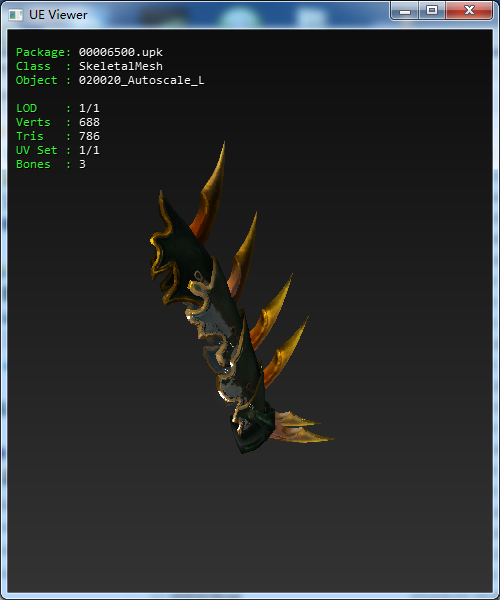 UE Viewer
Package: 00006500.upk
Class : SkeletalMesh
Object : 020020_Autoscale_L
LOD : 1/1
Verts : 688
Tris : 786
UV Set : 1/1
Bones : 3